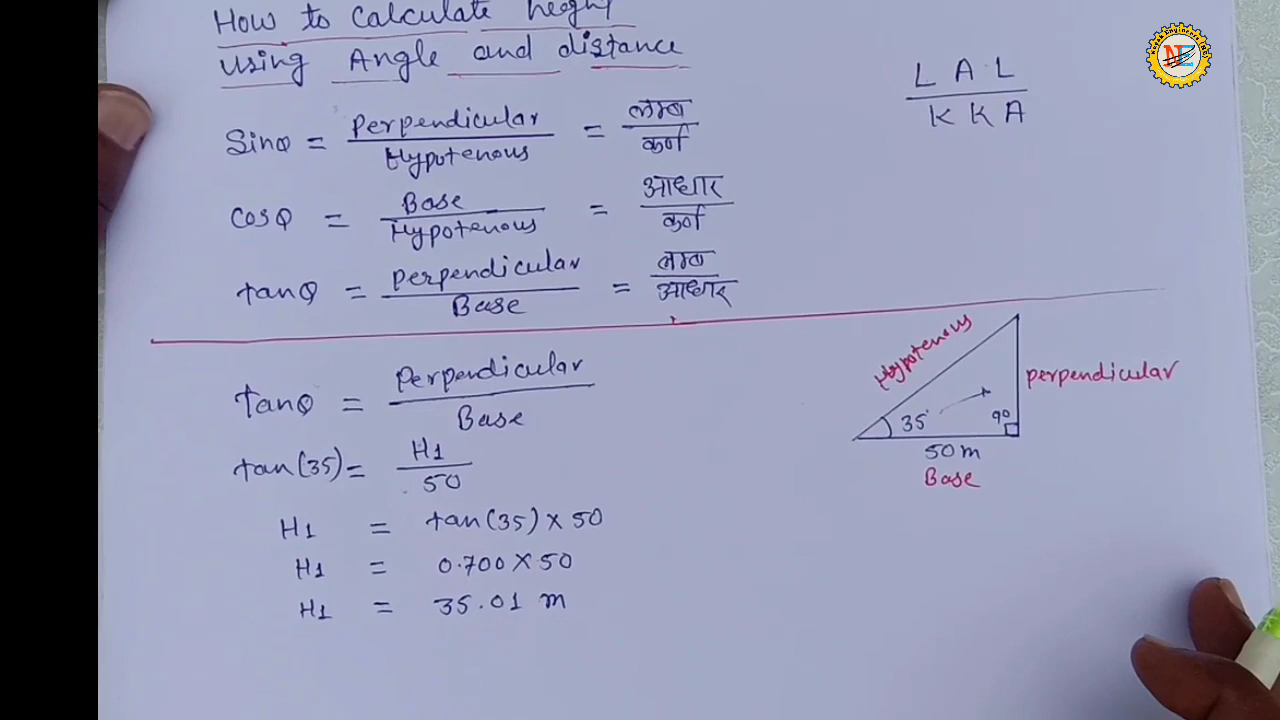 How to calculate height
using Angle and distance
L A L
K K A
Sinθ = Perpendicular / Hypotenous = लम्ब / कर्ण
cosθ = Base / Hypotenous = आधार / कर्ण
tanθ = Perpendicular / Base = लम्ब / आधार
tanθ = Perpendicular / Base
tan(35) = H1 / 50
H1 = tan(35) × 50
H1 = 0.700 × 50
H1 = 35.01 m
Hypotenous
perpendicular
35°
90
50 m
Base
NE